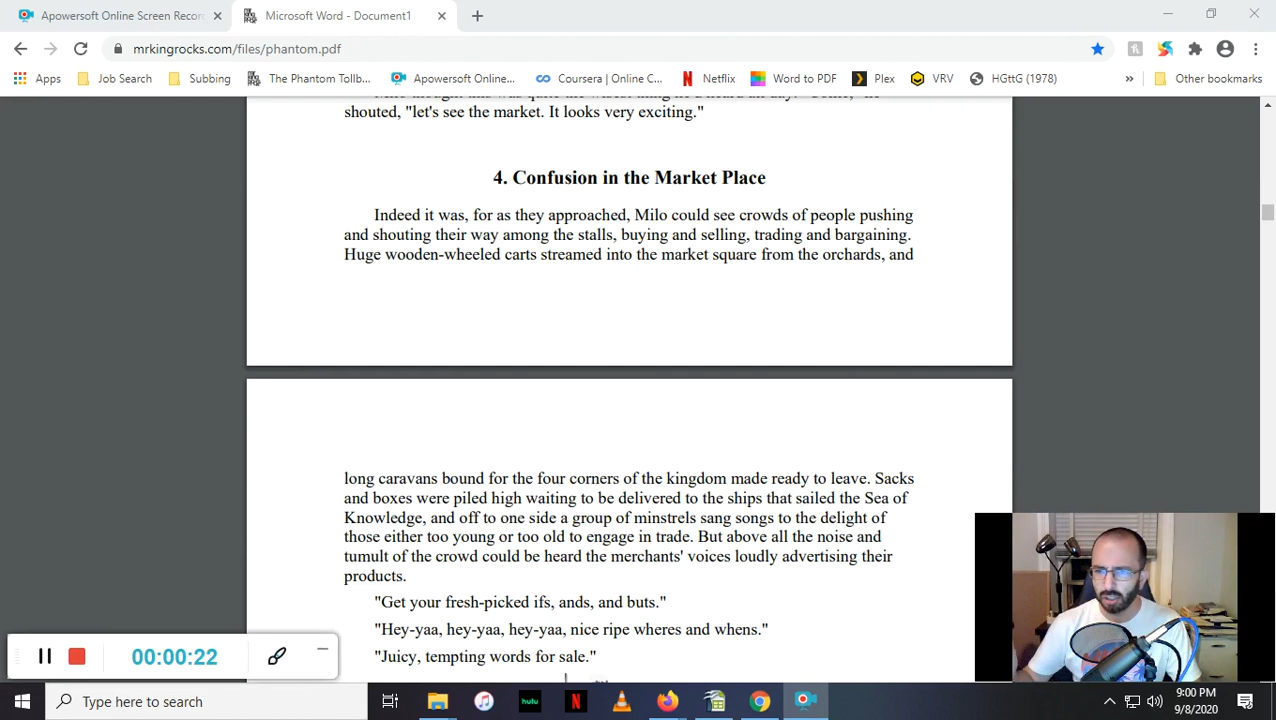 Apowersoft Online Screen Recor
Microsoft Word - Document1
mrkingrocks.com/files/phantom.pdf
Apps
Job Search
Subbing
The Phantom Tollb...
Apowersoft Online...
Coursera | Online C...
Netflix
Word to PDF
Plex
VRV
HGttG (1978)
»
Other bookmarks
shouted, "let's see the market. It looks very exciting."
4. Confusion in the Market Place
Indeed it was, for as they approached, Milo could see crowds of people pushing
and shouting their way among the stalls, buying and selling, trading and bargaining.
Huge wooden-wheeled carts streamed into the market square from the orchards, and
long caravans bound for the four corners of the kingdom made ready to leave. Sacks
and boxes were piled high waiting to be delivered to the ships that sailed the Sea of
Knowledge, and off to one side a group of minstrels sang songs to the delight of
those either too young or too old to engage in trade. But above all the noise and
tumult of the crowd could be heard the merchants' voices loudly advertising their
products.
"Get your fresh-picked ifs, ands, and buts."
"Hey-yaa, hey-yaa, hey-yaa, nice ripe wheres and whens."
"Juicy, tempting words for sale."
00:00:22
Type here to search
hulu
9:00 PM
9/8/2020